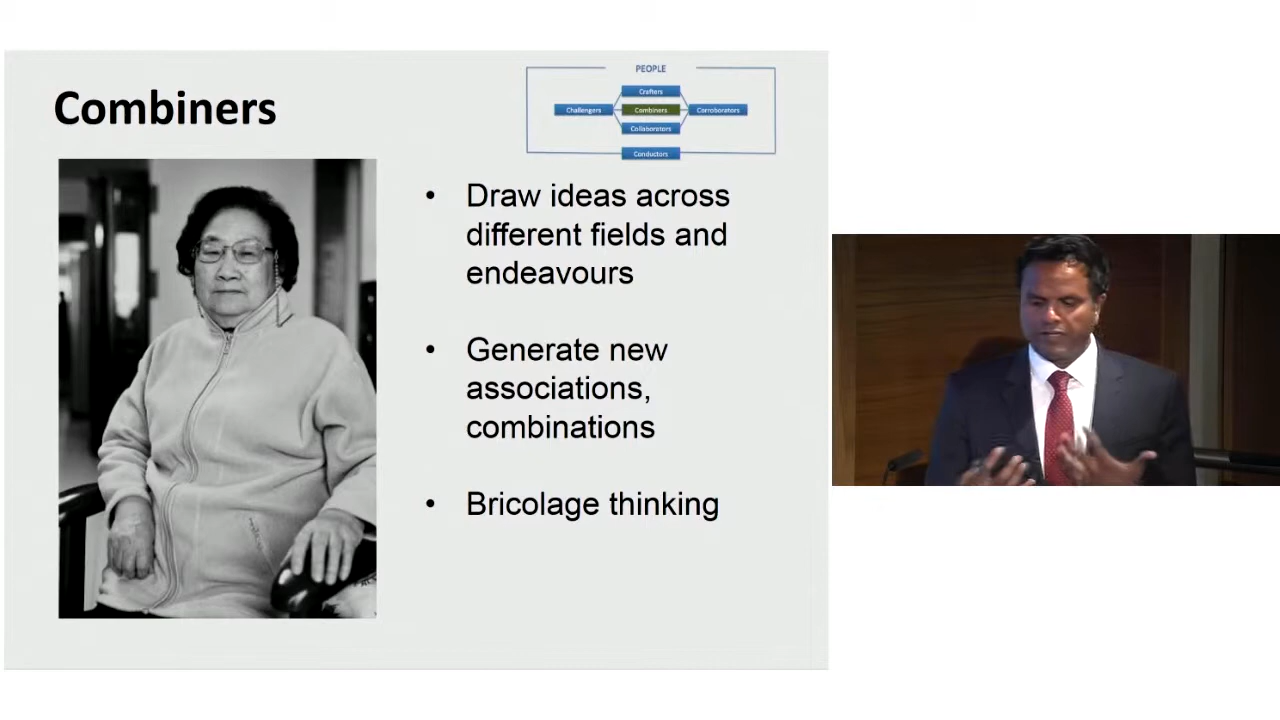 Combiners
PEOPLE
Crafters
Challengers
Combiners
Corroborators
Collaborators
Conductors
• Draw ideas across
different fields and
endeavours
• Generate new
associations,
combinations
• Bricolage thinking